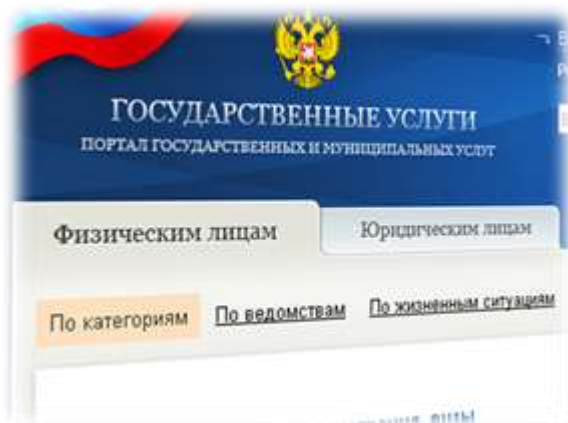 ГОСУДАРСТВЕННЫЕ УСЛУГИ
ПОРТАЛ ГОСУДАРСТВЕННЫХ И МУНИЦИПАЛЬНЫХ УСЛУГ
Физическим лицам Юридическим лицам
По категориям По ведомствам По жизненным ситуациям